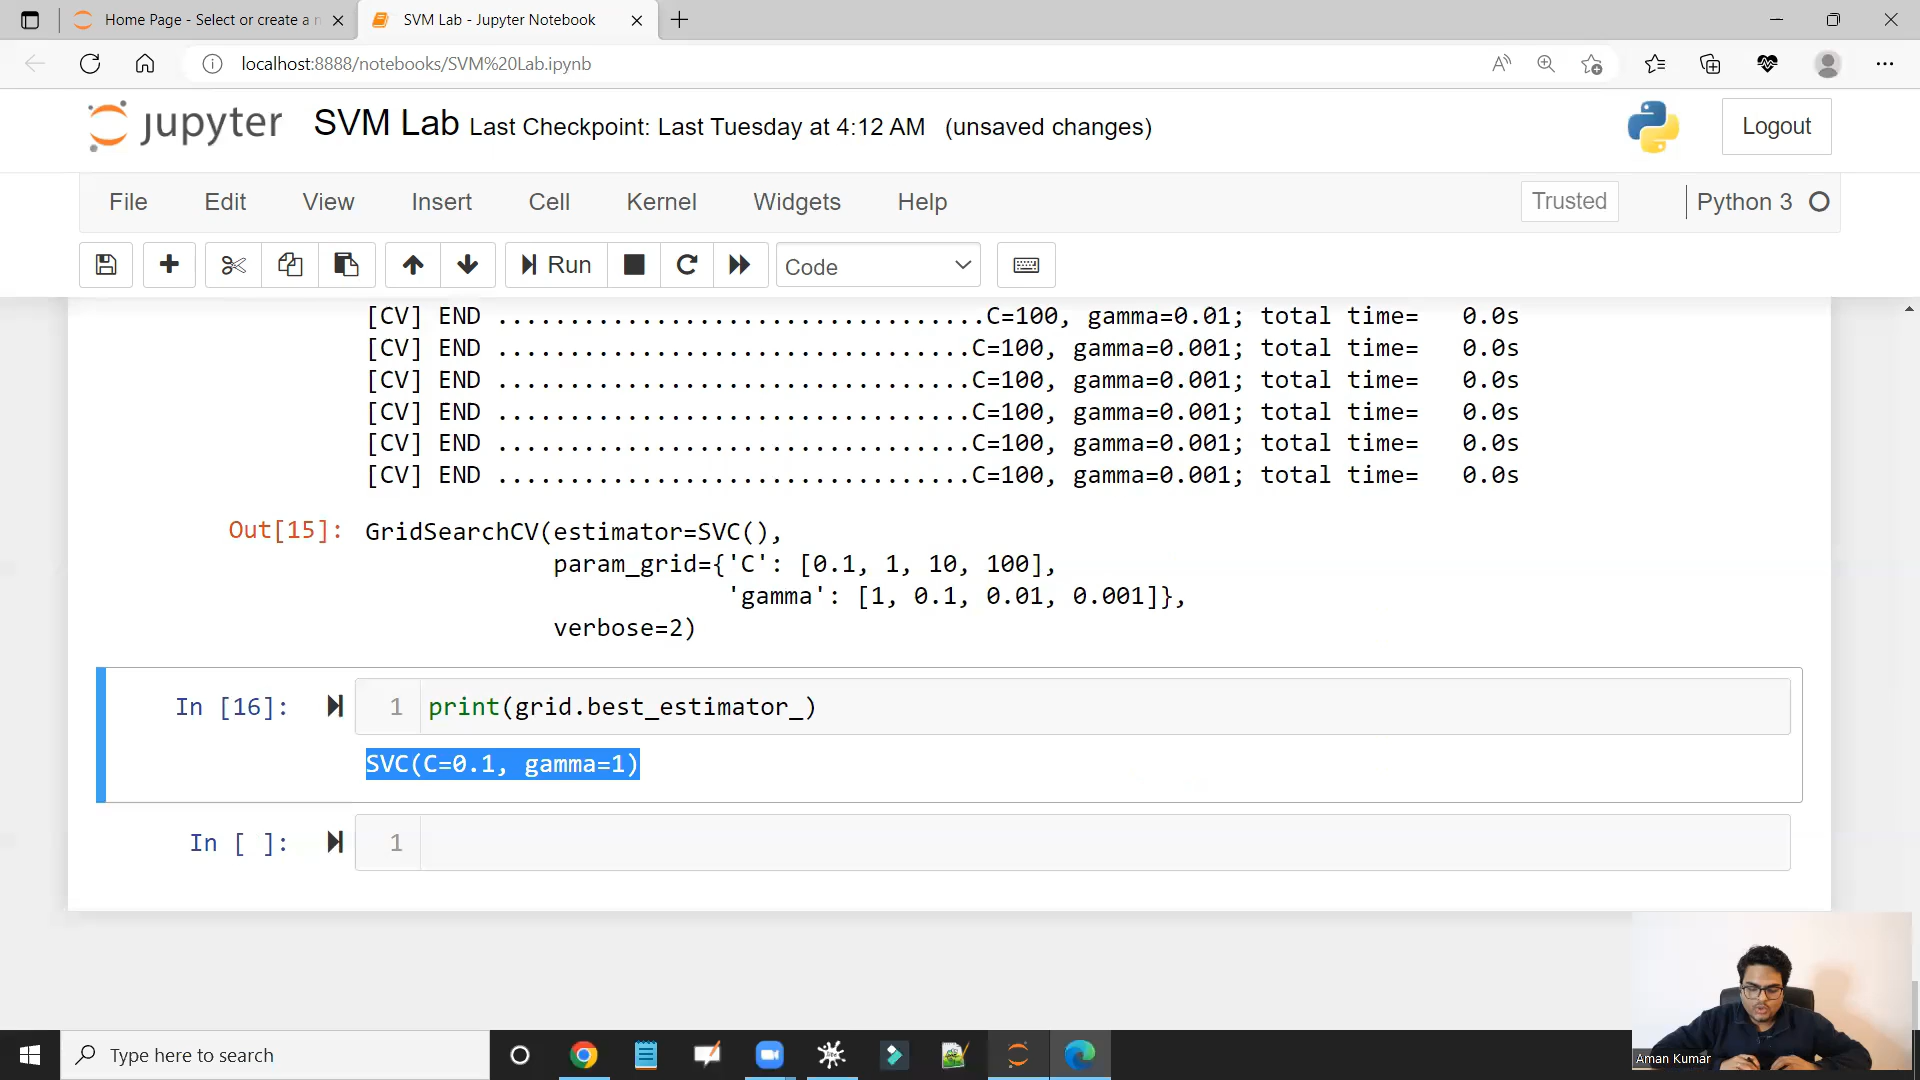 Home Page - Select or create a n
SVM Lab - Jupyter Notebook
localhost:8888/notebooks/SVM%20Lab.ipynb
jupyter SVM Lab Last Checkpoint: Last Tuesday at 4:12 AM (unsaved changes)
Logout
File Edit View Insert Cell Kernel Widgets Help
Trusted
Python 3
Run
Code
[CV] END ..................................C=100, gamma=0.01; total time=   0.0s
[CV] END .................................C=100, gamma=0.001; total time=   0.0s
[CV] END .................................C=100, gamma=0.001; total time=   0.0s
[CV] END .................................C=100, gamma=0.001; total time=   0.0s
[CV] END .................................C=100, gamma=0.001; total time=   0.0s
[CV] END .................................C=100, gamma=0.001; total time=   0.0s
Out[15]: GridSearchCV(estimator=SVC(),
param_grid={'C': [0.1, 1, 10, 100],
'gamma': [1, 0.1, 0.01, 0.001]},
verbose=2)
In [16]: 1 print(grid.best_estimator_)
SVC(C=0.1, gamma=1)
In [ ]: 1
Type here to search
Aman Kumar